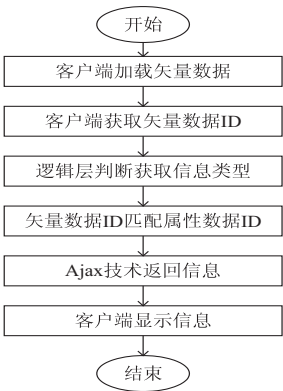 开始
客户端加载矢量数据
客户端获取矢量数据ID
逻辑层判断获取信息类型
矢量数据ID匹配属性数据ID
Ajax技术返回信息
客户端显示信息
结束